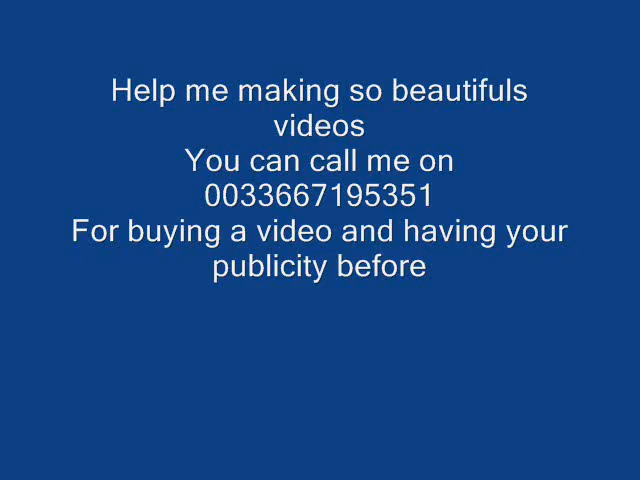 Help me making so beautifuls
videos
You can call me on
0033667195351
For buying a video and having your
publicity before